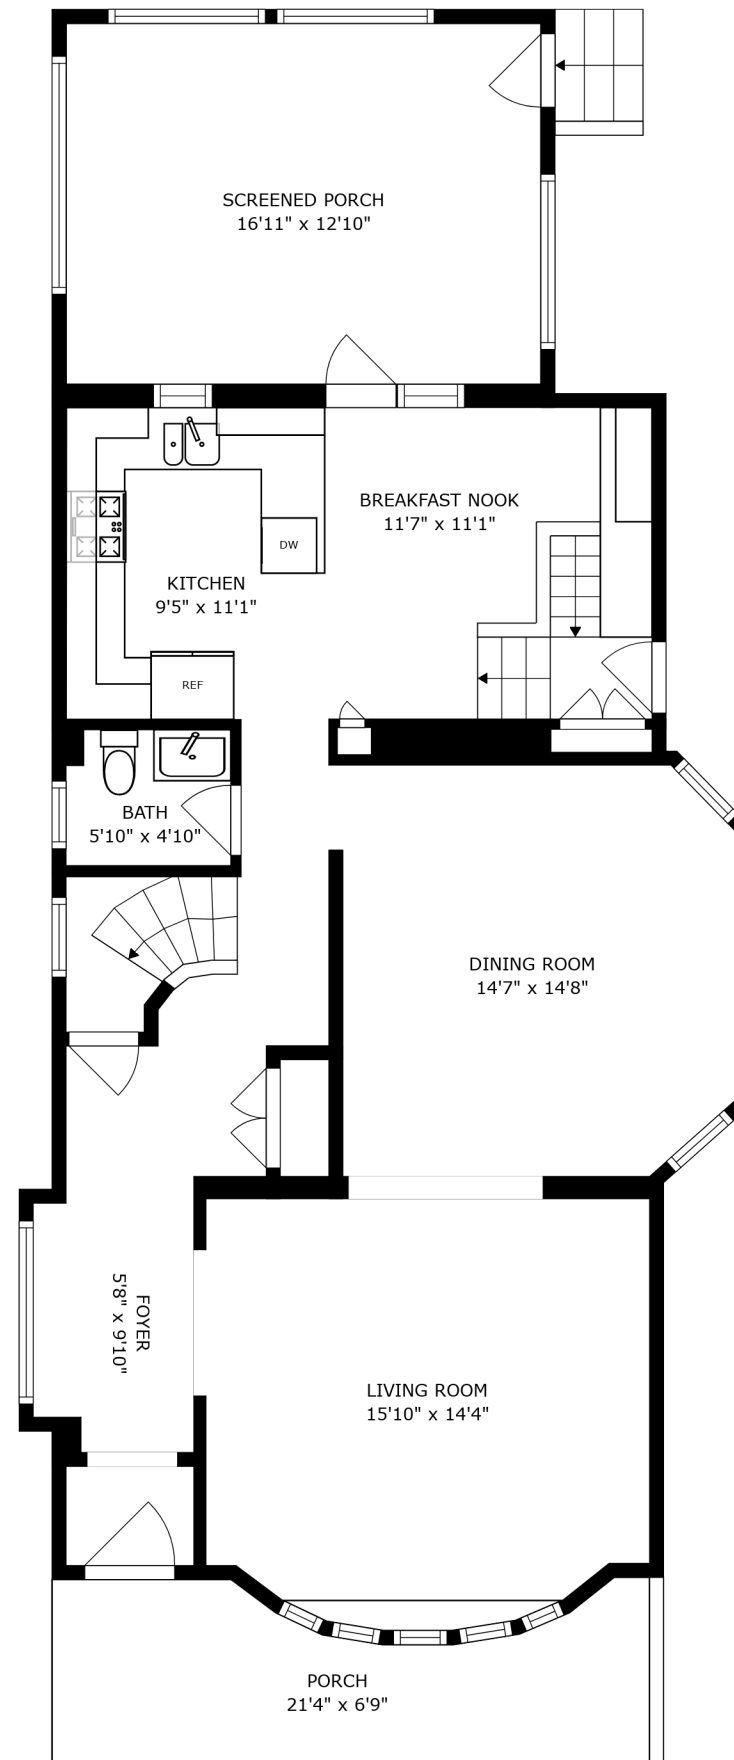 SCREENED PORCH
16'11" x 12'10"
BREAKFAST NOOK
11'7" x 11'1"
DW
KITCHEN
9'5" x 11'1"
REF
BATH
5'10" x 4'10"
DINING ROOM
14'7" x 14'8"
FOYER
5'8" x 9'10"
LIVING ROOM
15'10" x 14'4"
PORCH
21'4" x 6'9"